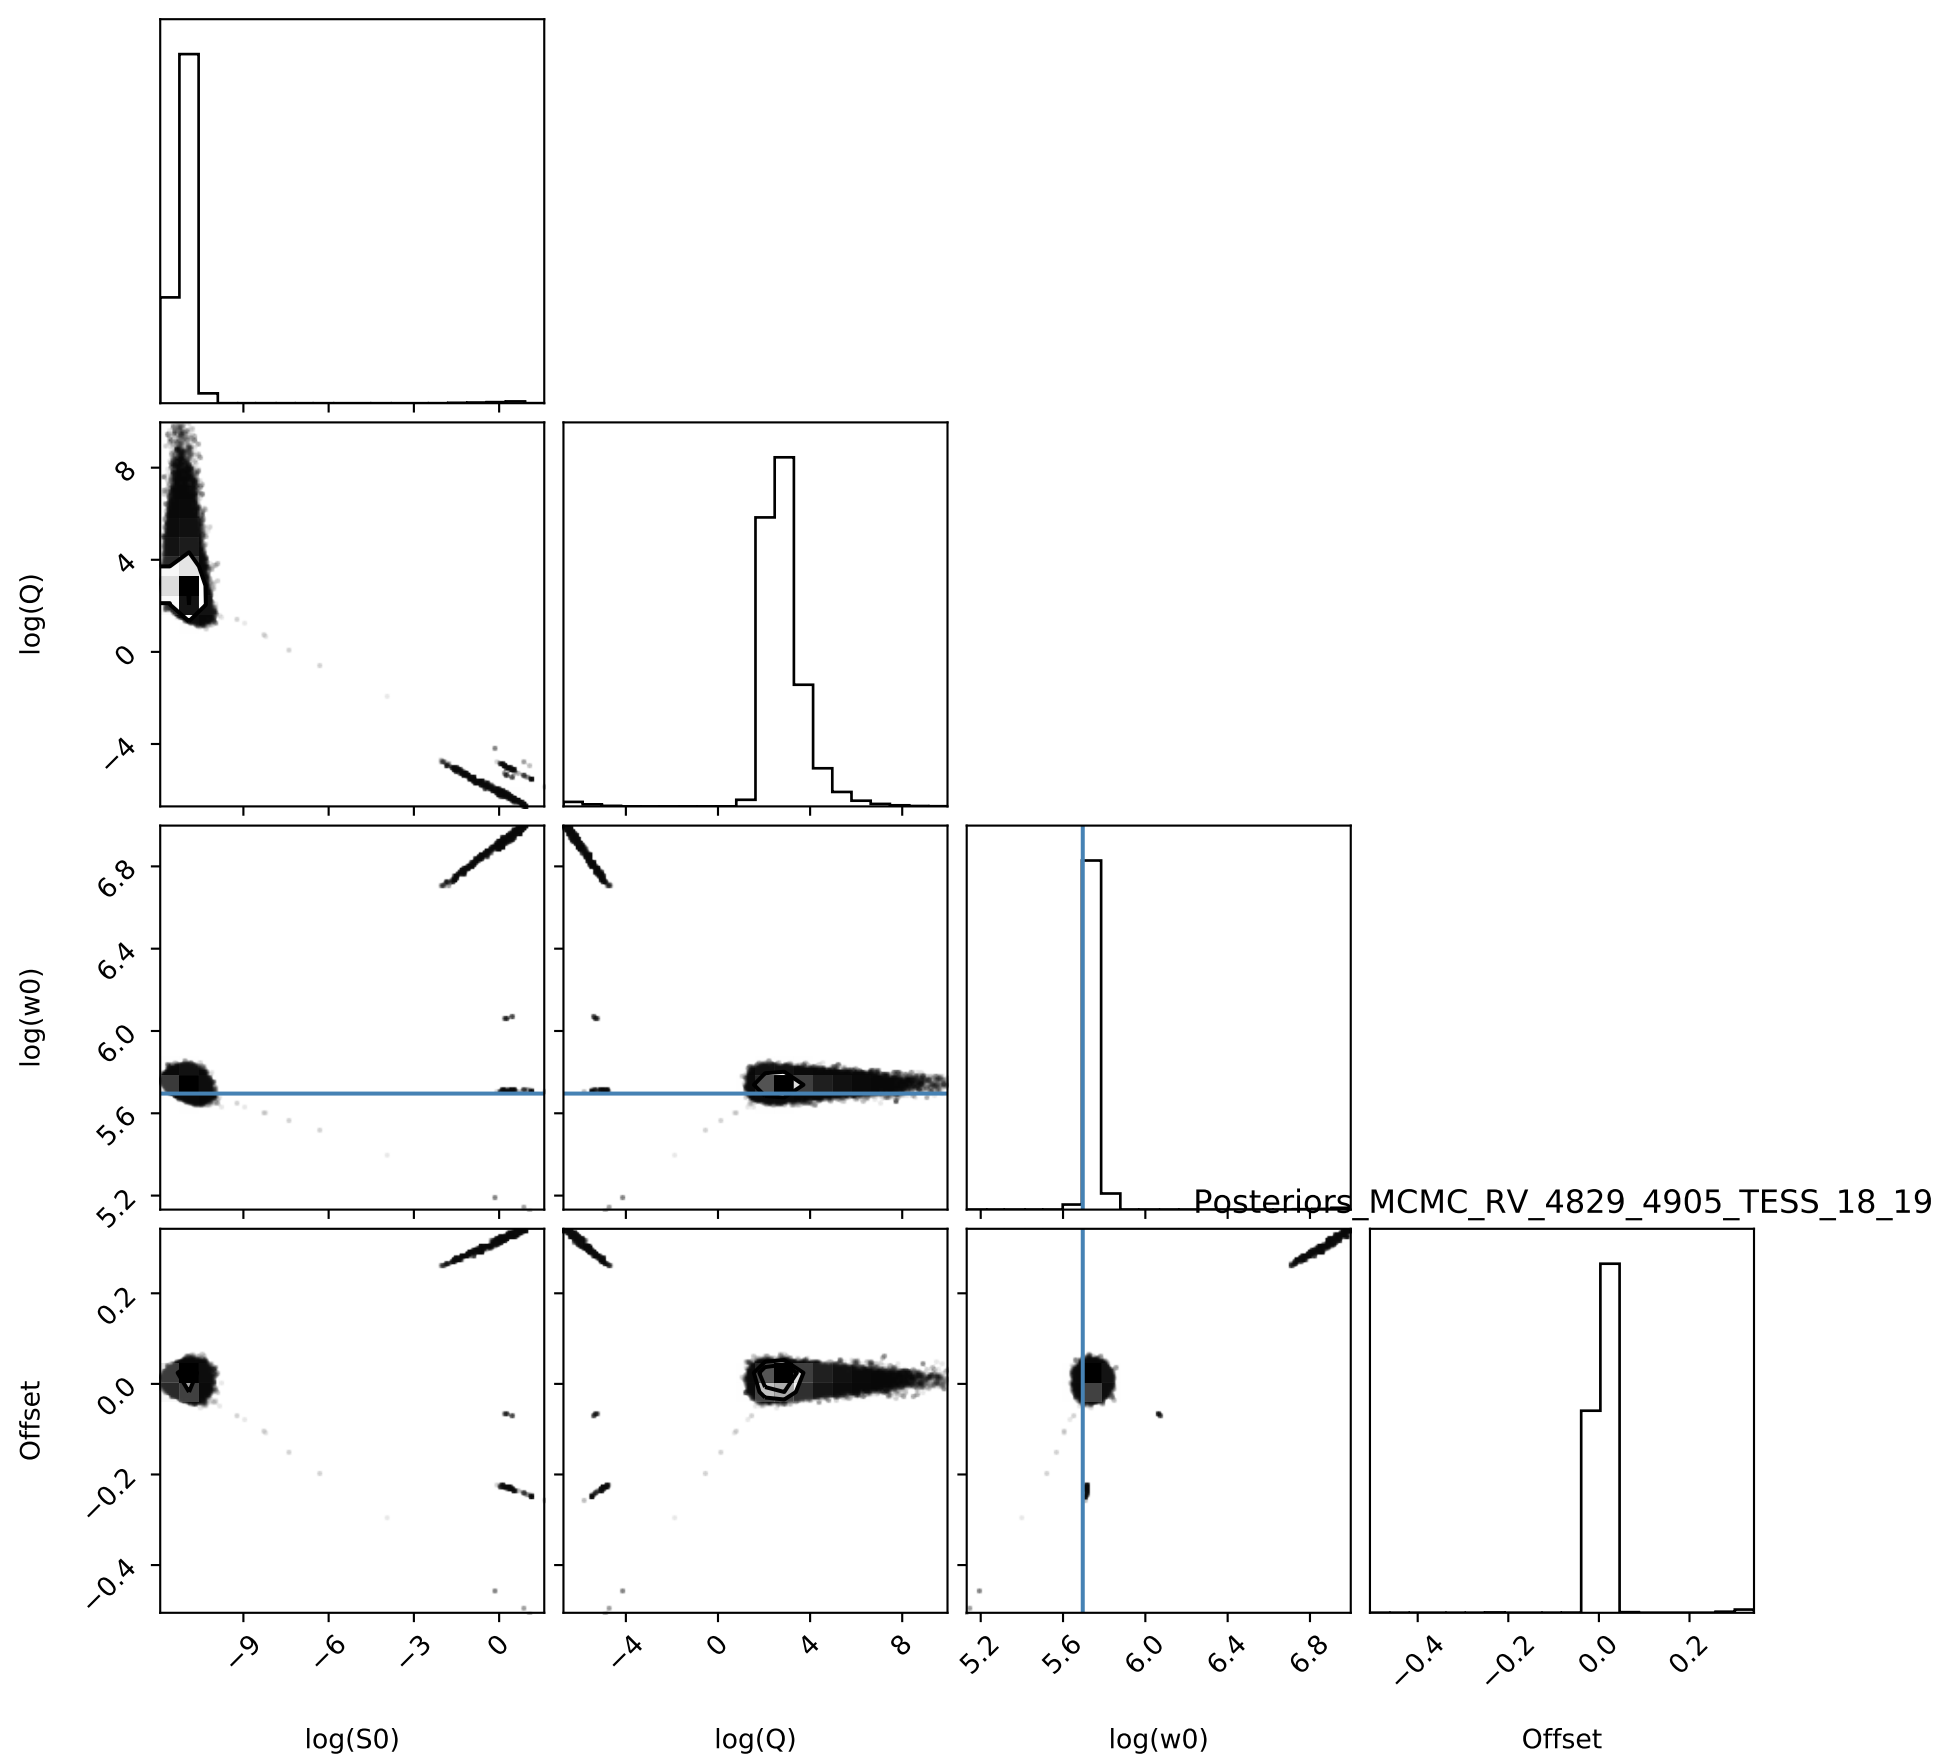 8
4
0
−4
log(Q)
6.8
6.4
6.0
5.6
5.2
log(w0)
Posteriors_MCMC_RV_4829_4905_TESS_18_19
0.2
0.0
−0.2
−0.4
Offset
−9 −6 −3 0 −4 0 4 8 5.2 5.6 6.0 6.4 6.8 −0.4 −0.2 0.0 0.2
log(S0) log(Q) log(w0) Offset